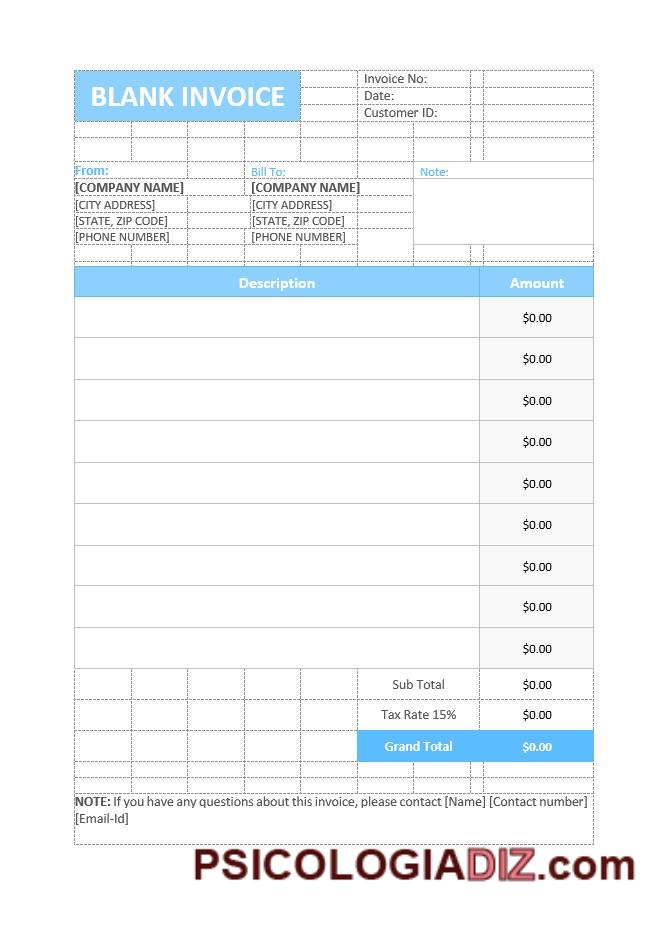 BLANK INVOICE
Invoice No:
Date:
Customer ID:
From:
Bill To:
Note:
[COMPANY NAME]
[COMPANY NAME]
[CITY ADDRESS]
[CITY ADDRESS]
[STATE, ZIP CODE]
[STATE, ZIP CODE]
[PHONE NUMBER]
[PHONE NUMBER]
Description Amount
$0.00
$0.00
$0.00
$0.00
$0.00
$0.00
$0.00
$0.00
$0.00
Sub Total $0.00
Tax Rate 15% $0.00
Grand Total $0.00
NOTE: If you have any questions about this invoice, please contact [Name] [Contact number]
[Email-Id]
PSICOLOGIADIZ.com